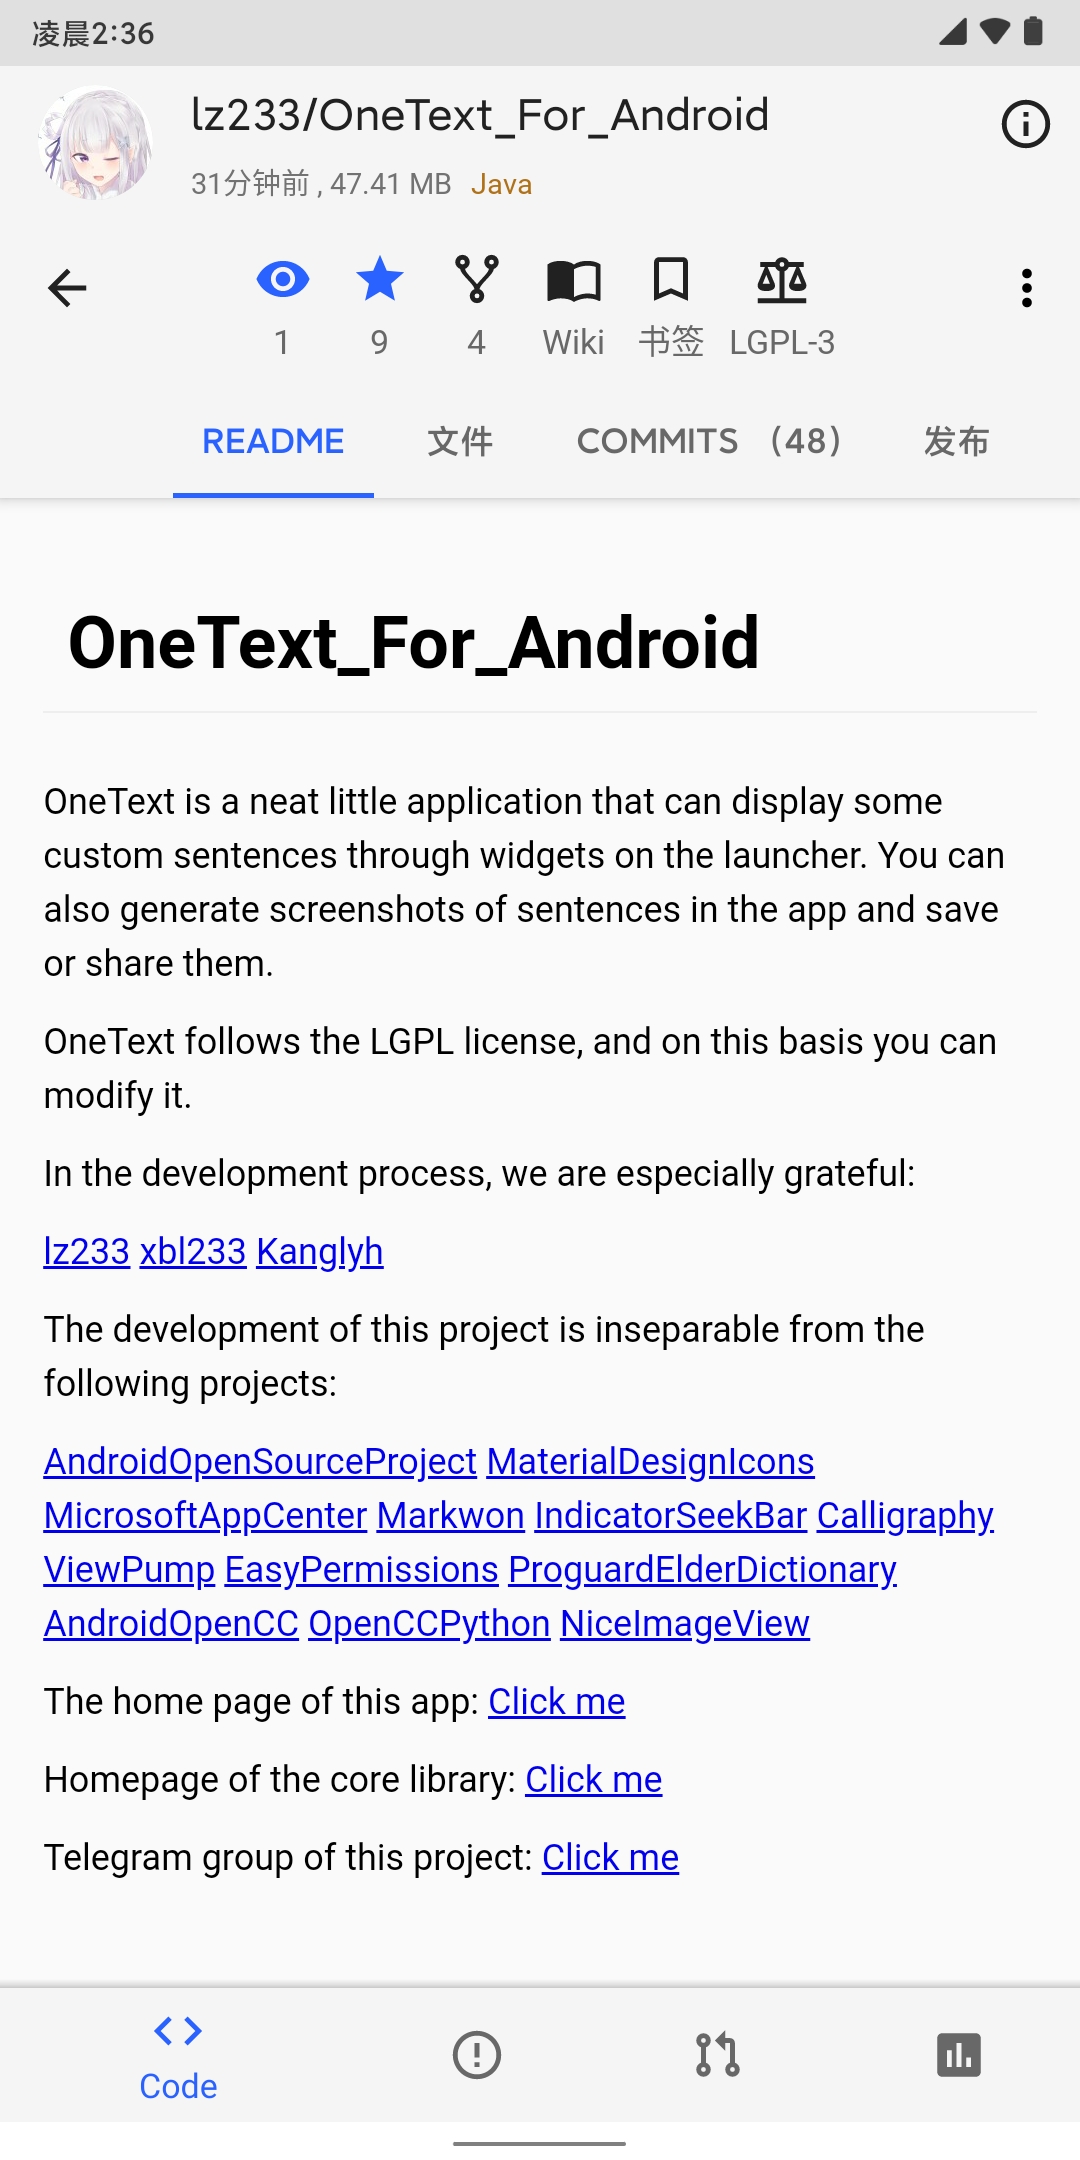 凌晨2:36
lz233/OneText_For_Android
31分钟前 , 47.41 MB Java
1 9 4 Wiki 书签 LGPL-3
README 文件 COMMITS （48） 发布
OneText_For_Android
OneText is a neat little application that can display some
custom sentences through widgets on the launcher. You can
also generate screenshots of sentences in the app and save
or share them.
OneText follows the LGPL license, and on this basis you can
modify it.
In the development process, we are especially grateful:
lz233 xbl233 Kanglyh
The development of this project is inseparable from the
following projects:
AndroidOpenSourceProject MaterialDesignIcons
MicrosoftAppCenter Markwon IndicatorSeekBar Calligraphy
ViewPump EasyPermissions ProguardElderDictionary
AndroidOpenCC OpenCCPython NiceImageView
The home page of this app: Click me
Homepage of the core library: Click me
Telegram group of this project: Click me
Code